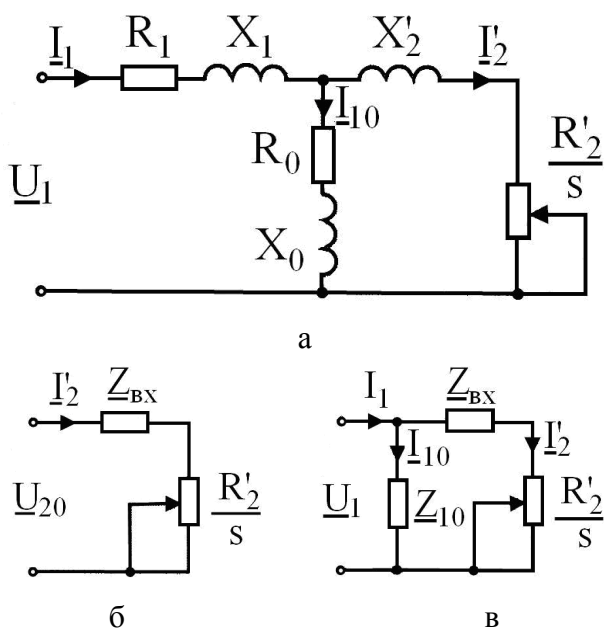 I1 R1 X1 X'2 I'2
I10
R0
R'2
s
U1
X0
а
I'2 Zвх
U20
R'2
s
б
I1 Zвх
I10 I'2
U1 Z10
R'2
s
в